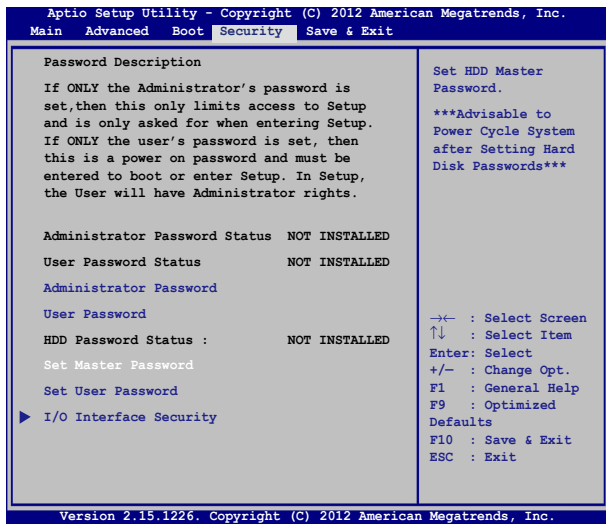 Aptio Setup Utility - Copyright (C) 2012 American Megatrends, Inc.
Main Advanced Boot Security Save & Exit
Password Description
If ONLY the Administrator's password is
set,then this only limits access to Setup
and is only asked for when entering Setup.
If ONLY the user's password is set, then
this is a power on password and must be
entered to boot or enter Setup. In Setup,
the User will have Administrator rights.
Administrator Password Status NOT INSTALLED
User Password Status NOT INSTALLED
Administrator Password
User Password
HDD Password Status : NOT INSTALLED
Set Master Password
Set User Password
I/O Interface Security
Set HDD Master
Password.
***Advisable to
Power Cycle System
after Setting Hard
Disk Passwords***
→← : Select Screen
↑↓ : Select Item
Enter: Select
+/— : Change Opt.
F1 : General Help
F9 : Optimized
Defaults
F10 : Save & Exit
ESC : Exit
Version 2.15.1226. Copyright (C) 2012 American Megatrends, Inc.